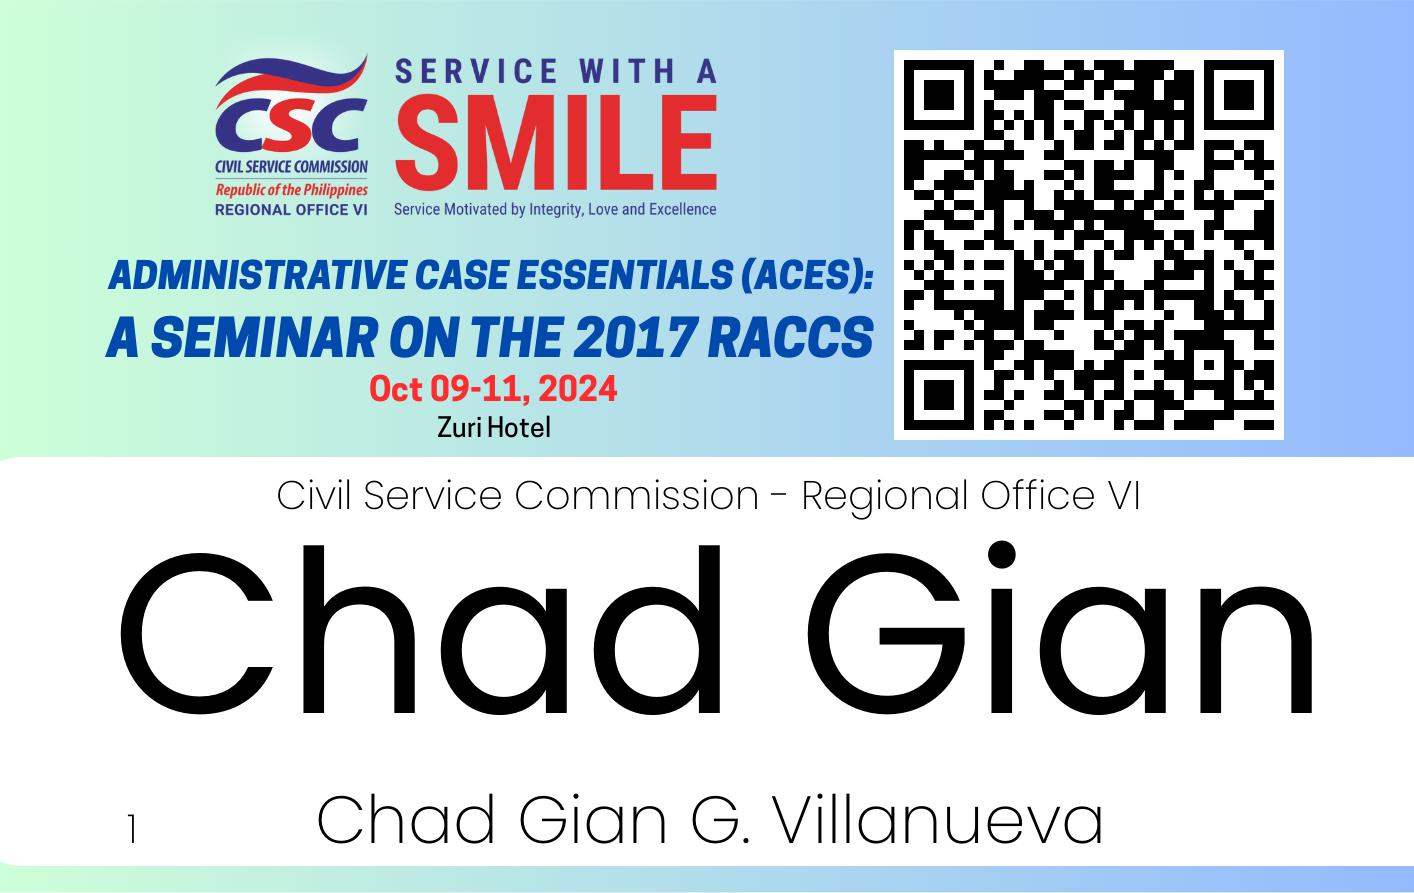 CSC
CIVIL SERVICE COMMISSION
Republic of the Philippines
REGIONAL OFFICE VI
SERVICE WITH A
SMILE
Service Motivated by Integrity, Love and Excellence
ADMINISTRATIVE CASE ESSENTIALS (ACES):
A SEMINAR ON THE 2017 RACCS
Oct 09-11, 2024
Zuri Hotel
Civil Service Commission - Regional Office VI
Chad Gian
Chad Gian G. Villanueva
1